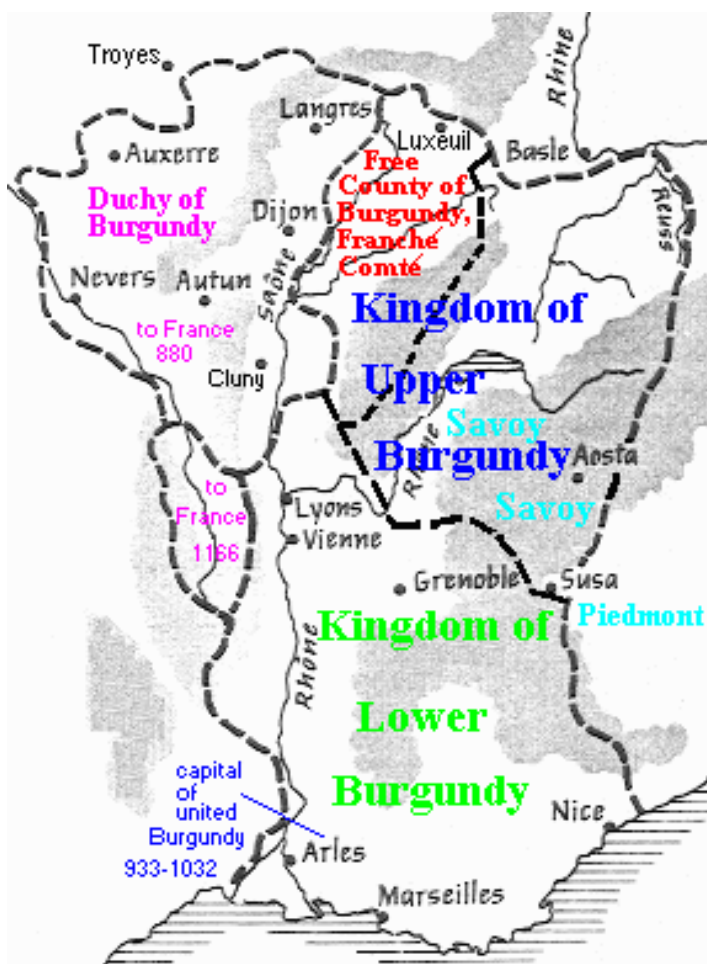 Troyes
Rhine
Langres
Luxeuil
Auxerre
Basle
Free
County of
Burgundy,
Franche
Comté
Duchy of
Burgundy
Reuss
Dijon
Nevers
Autun
Saône
Kingdom of
Upper
Burgundy
to France
880
Cluny
Rhône
Savoy
Aosta
Savoy
to
France
1166
Lyons
Vienne
Grenoble
Susa
Piedmont
Kingdom of
Lower
Burgundy
Rhône
capital
of
united
Burgundy
933-1032
Nice
Arles
Marseilles